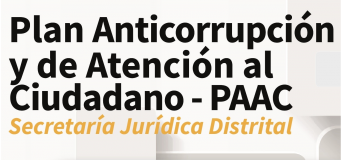 Plan Anticorrupción
y de Atención al
Ciudadano - PAAC
Secretaría Jurídica Distrital